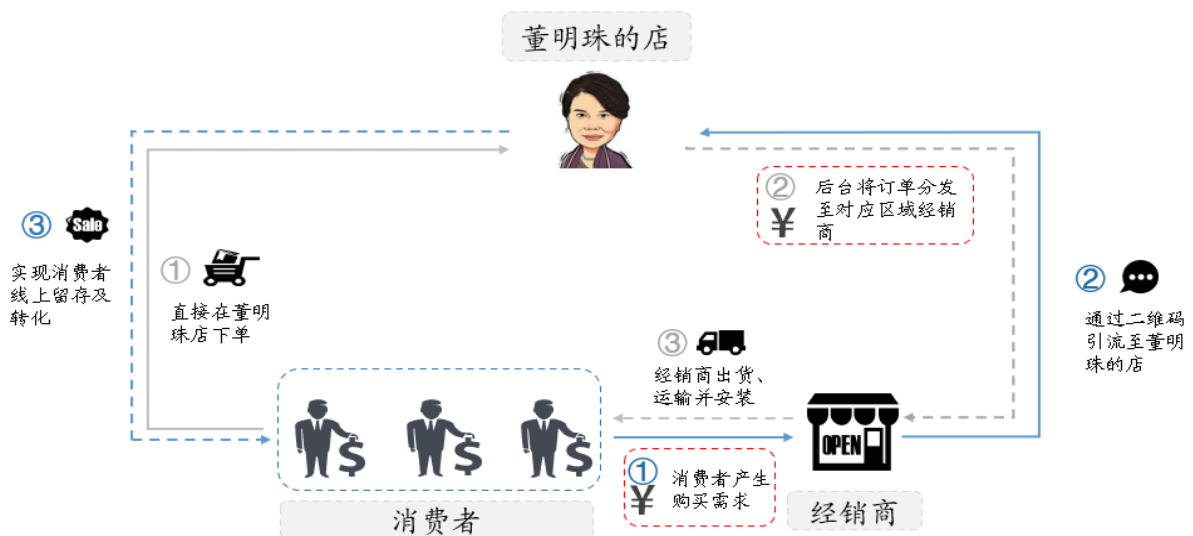 董明珠的店
② 后台将订单分发
¥ 至对应区域经销
商
③ Sale
实现消费者
线上留存及
转化
①
直接在董明
珠店下单
②
通过二维码
引流至董明
珠的店
③
经销商出货、
运输并安装
$ $ $
OPEN
① 消费者产生
¥ 购买需求
消费者
经销商